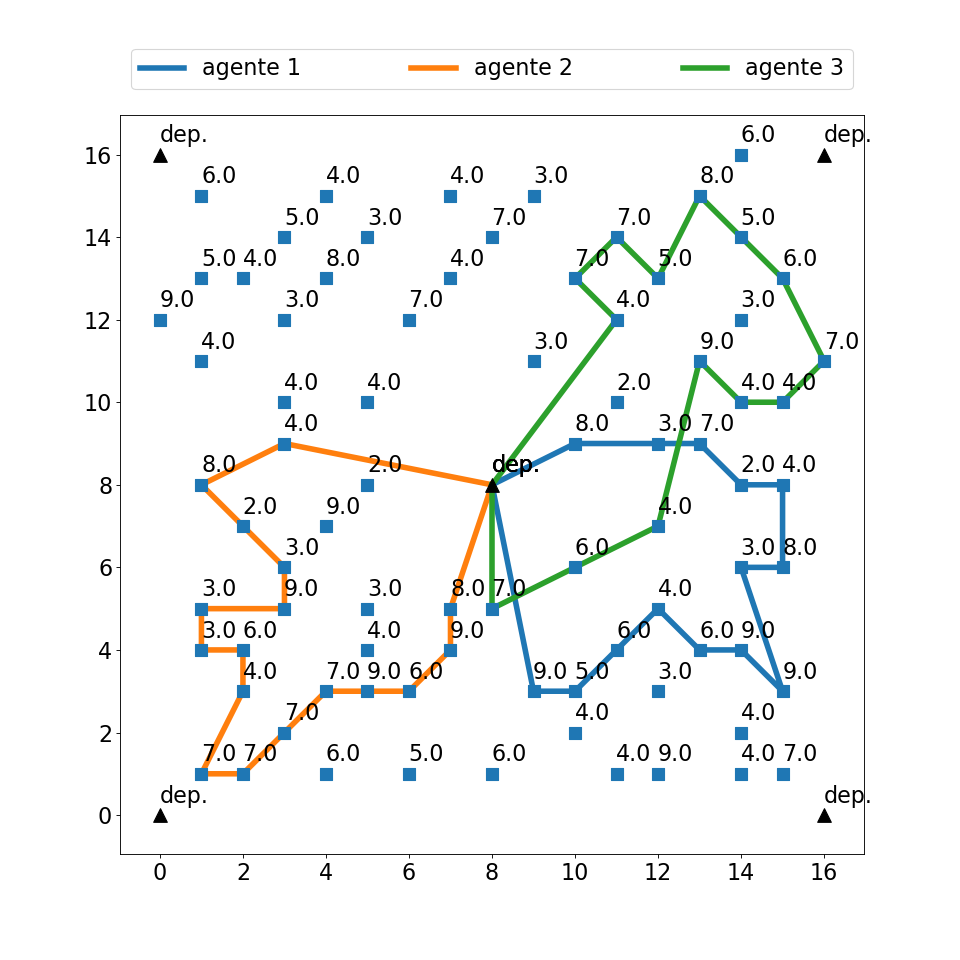 agente 1 agente 2 agente 3
dep. 6.0 dep.
16
6.0 4.0 4.0 3.0 8.0
5.0 3.0 7.0 7.0 5.0
14
5.0 4.0 8.0 4.0 7.0 5.0 6.0
9.0 3.0 7.0 4.0 3.0
12
4.0 3.0 9.0 7.0
4.0 4.0 2.0 4.0 4.0
10
4.0 8.0 3.0 7.0
8.0 2.0 dep. dep. 2.0 4.0
8
2.0 9.0 4.0
3.0 6.0 3.0 8.0
6
3.0 9.0 3.0 8.0 7.0 4.0
3.0 6.0 4.0 9.0 6.0 6.0 9.0
4
4.0 7.0 9.0 6.0 9.0 5.0 3.0 9.0
7.0 4.0 4.0
2
7.0 7.0 6.0 5.0 6.0 4.0 9.0 4.0 7.0
dep. dep.
0
0 2 4 6 8 10 12 14 16